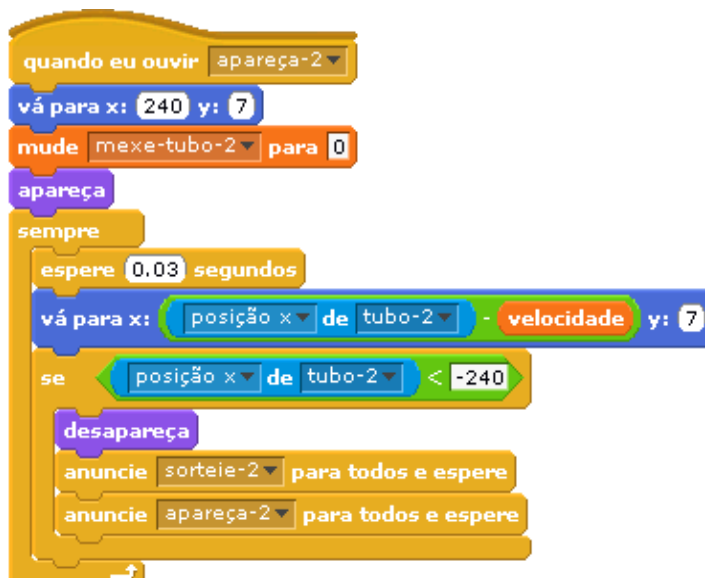 quando eu ouvir apareça-2
vá para x: 240 y: 7
mude mexe-tubo-2 para 0
apareça
sempre
espere 0.03 segundos
vá para x: posição x de tubo-2 - velocidade y: 7
se posição x de tubo-2 < -240
desapareça
anuncie sorteie-2 para todos e espere
anuncie apareça-2 para todos e espere